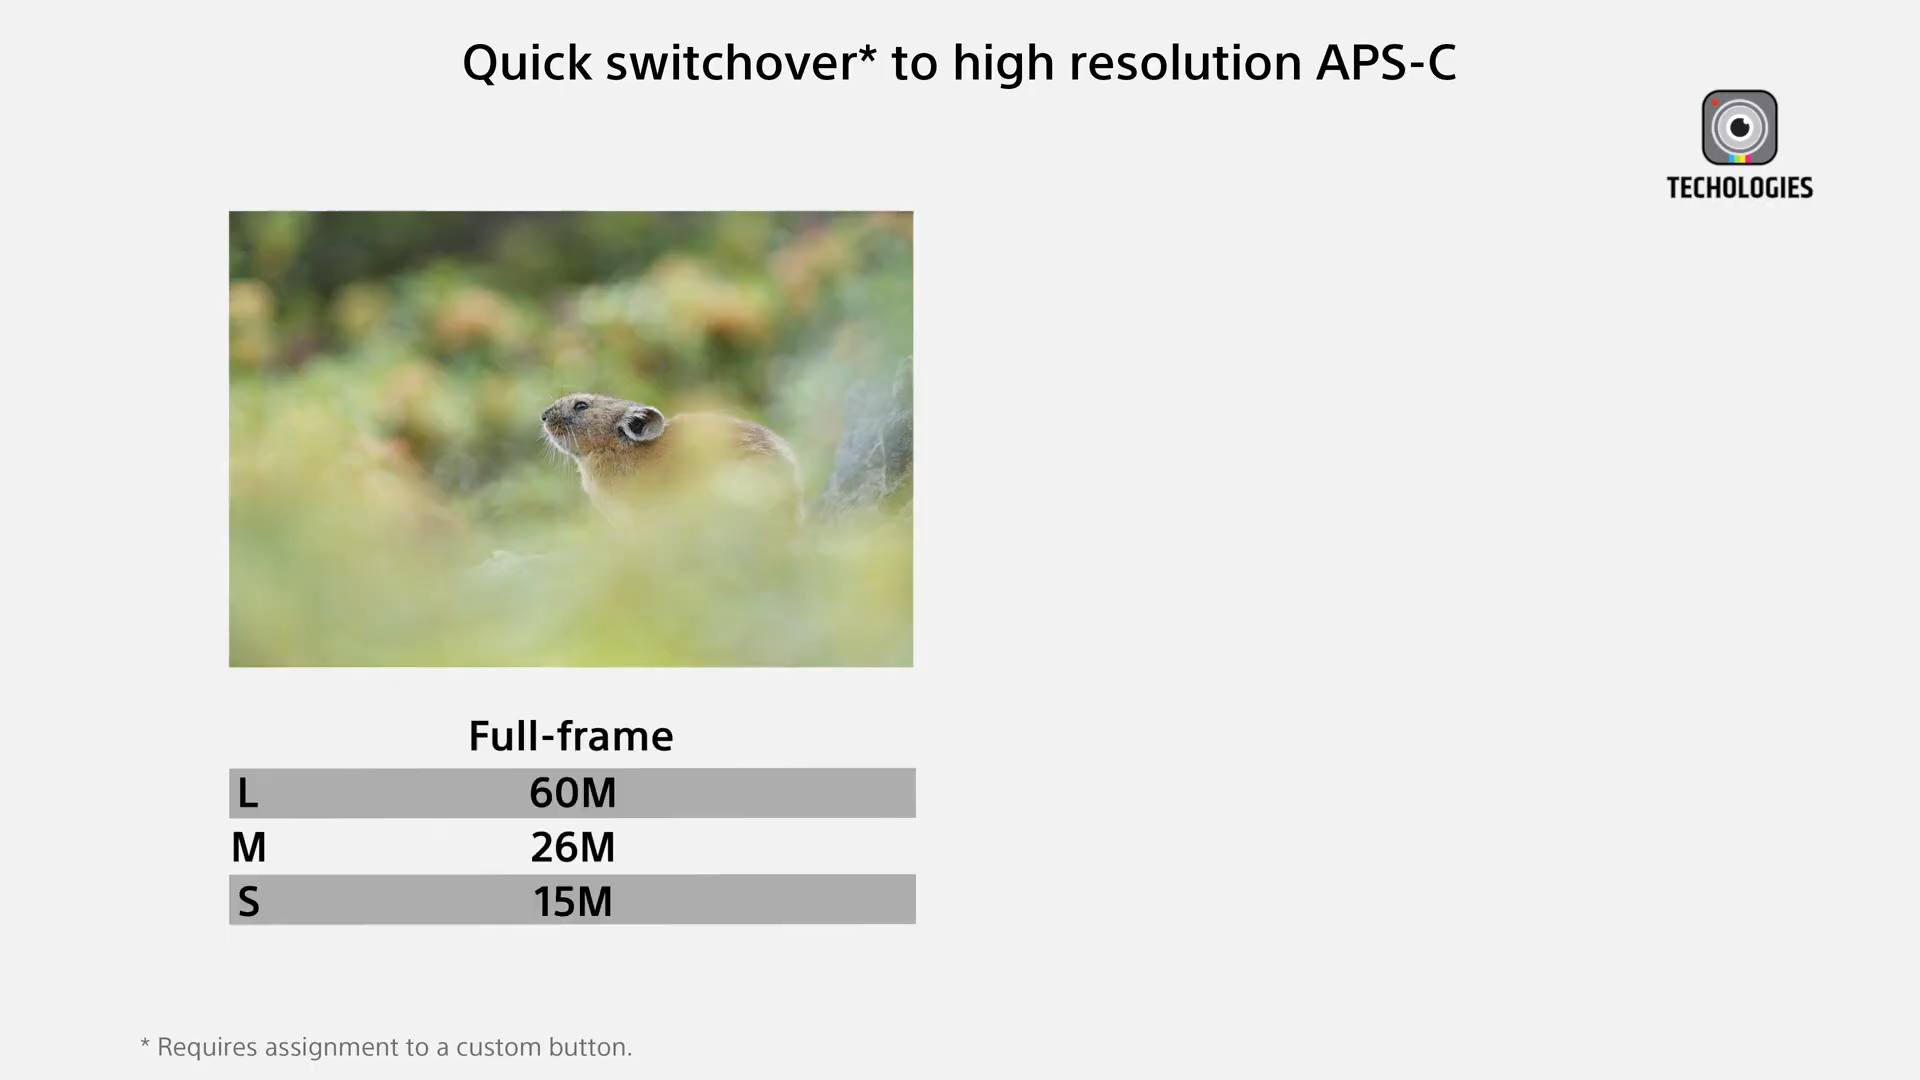 Quick switchover* to high resolution APS-C
TECHOLOGIES
Full-frame
L 60M
M 26M
S 15M
* Requires assignment to a custom button.